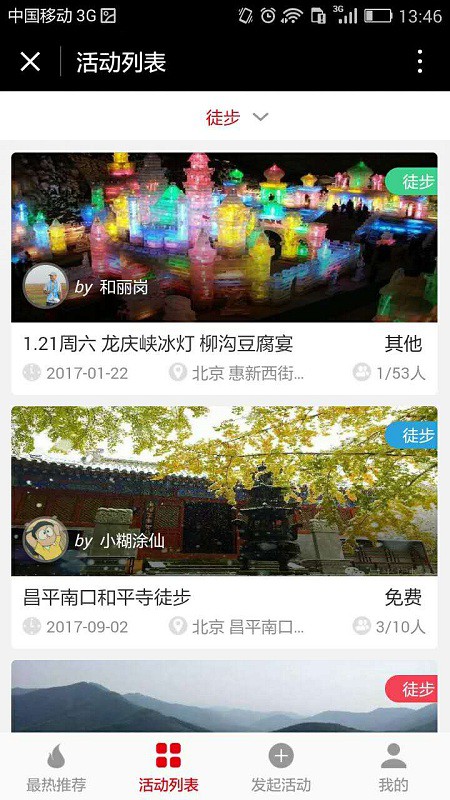 中国移动 3G
3G
13:46
活动列表
徒步
徒步
by 和丽岗
1.21周六 龙庆峡冰灯 柳沟豆腐宴
其他
2017-01-22
北京 惠新西街...
1/53人
徒步
by 小糊涂仙
昌平南口和平寺徒步
免费
2017-09-02
北京 昌平南口...
3/10人
徒步
最热推荐
活动列表
发起活动
我的